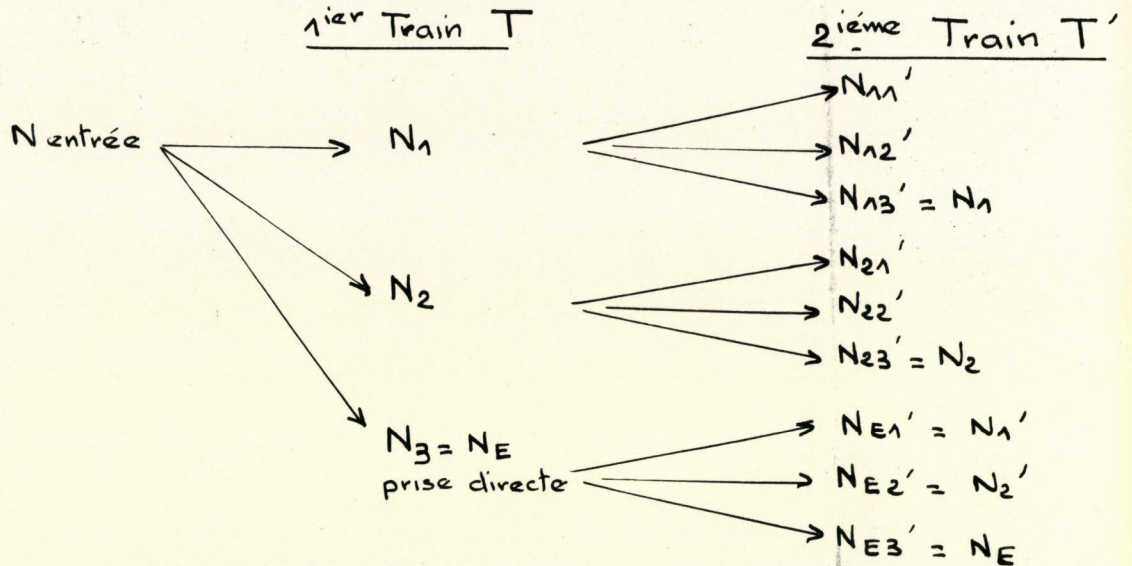 1ier Train T
2ième Train T'
N entrée
N1
N11'
N12'
N13' = N1
N2
N21'
N22'
N23' = N2
N3 = NE
prise directe
NE1' = N1'
NE2' = N2'
NE3' = NE